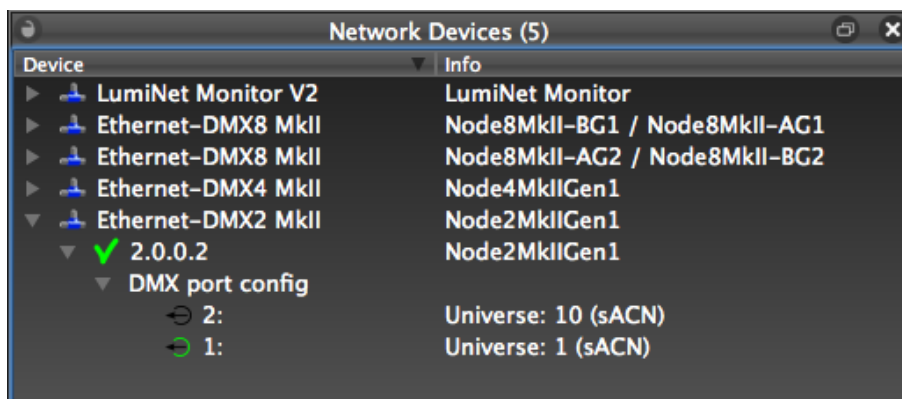 Network Devices (5)
Device Info
LumiNet Monitor V2 LumiNet Monitor
Ethernet-DMX8 MkII Node8MkII-BG1 / Node8MkII-AG1
Ethernet-DMX8 MkII Node8MkII-AG2 / Node8MkII-BG2
Ethernet-DMX4 MkII Node4MkIIGen1
Ethernet-DMX2 MkII Node2MkIIGen1
2.0.0.2 Node2MkIIGen1
DMX port config
2: Universe: 10 (sACN)
1: Universe: 1 (sACN)